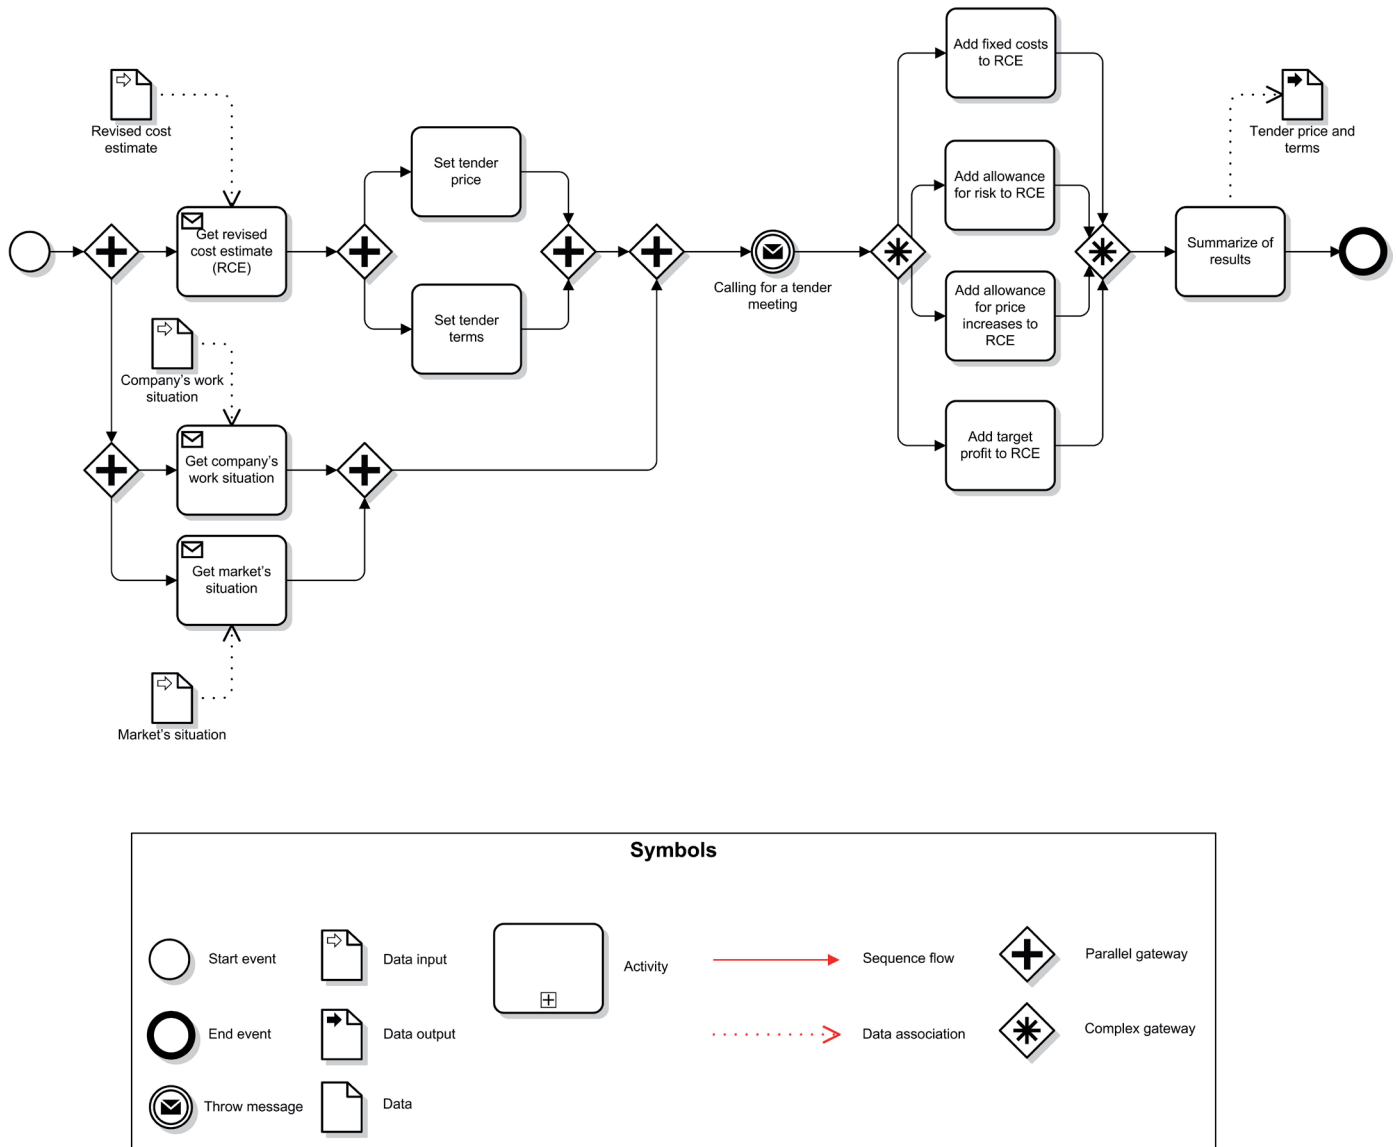 Add fixed costs
to RCE
Revised cost
estimate
Tender price and
terms
Set tender
price
Add allowance
for risk to RCE
Get revised
cost estimate
(RCE)
Summarize of
results
Calling for a tender
meeting
Set tender
terms
Add allowance
for price
increases to
RCE
Company's work
situation
Get company's
work situation
Add target
profit to RCE
Get market's
situation
Market's situation
Symbols
Start event
Data input
Activity
Sequence flow
Parallel gateway
End event
Data output
Data association
Complex gateway
Throw message
Data